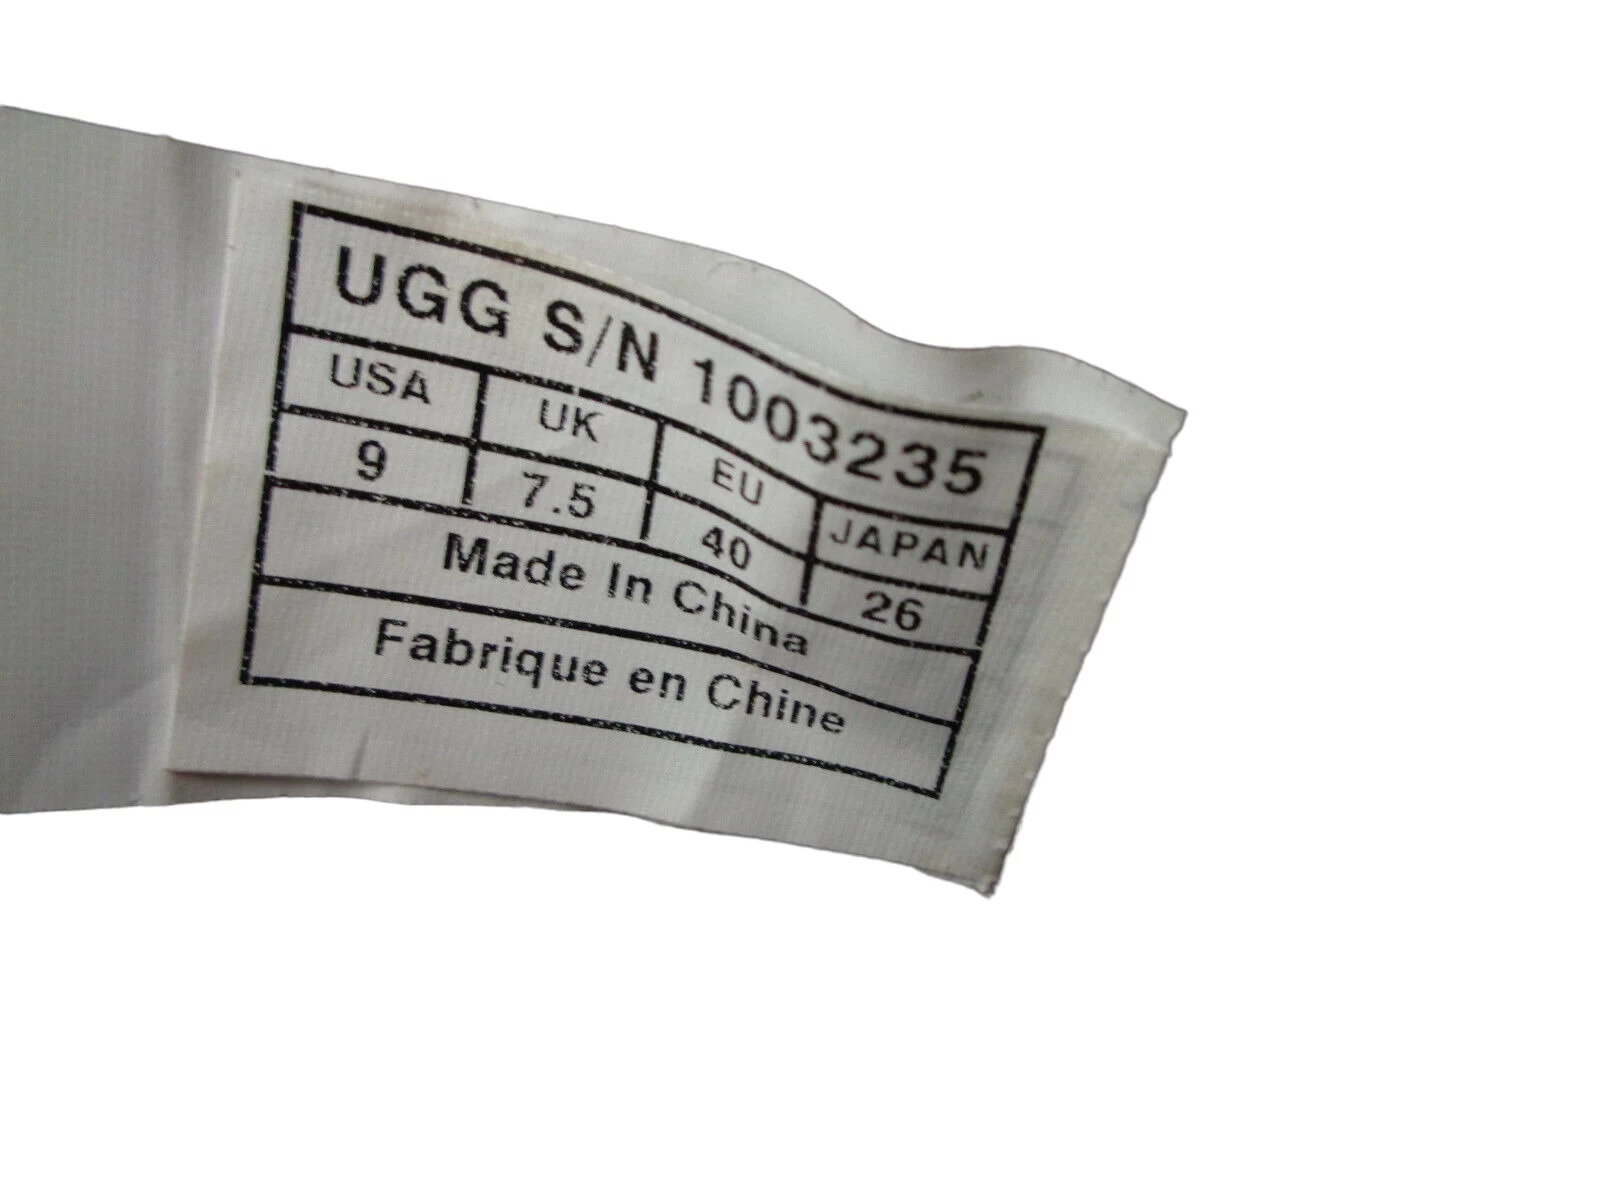 UGG S/N 1003235
USA UK EU JAPAN
9 7.5 40 26
Made In China
Fabrique en Chine